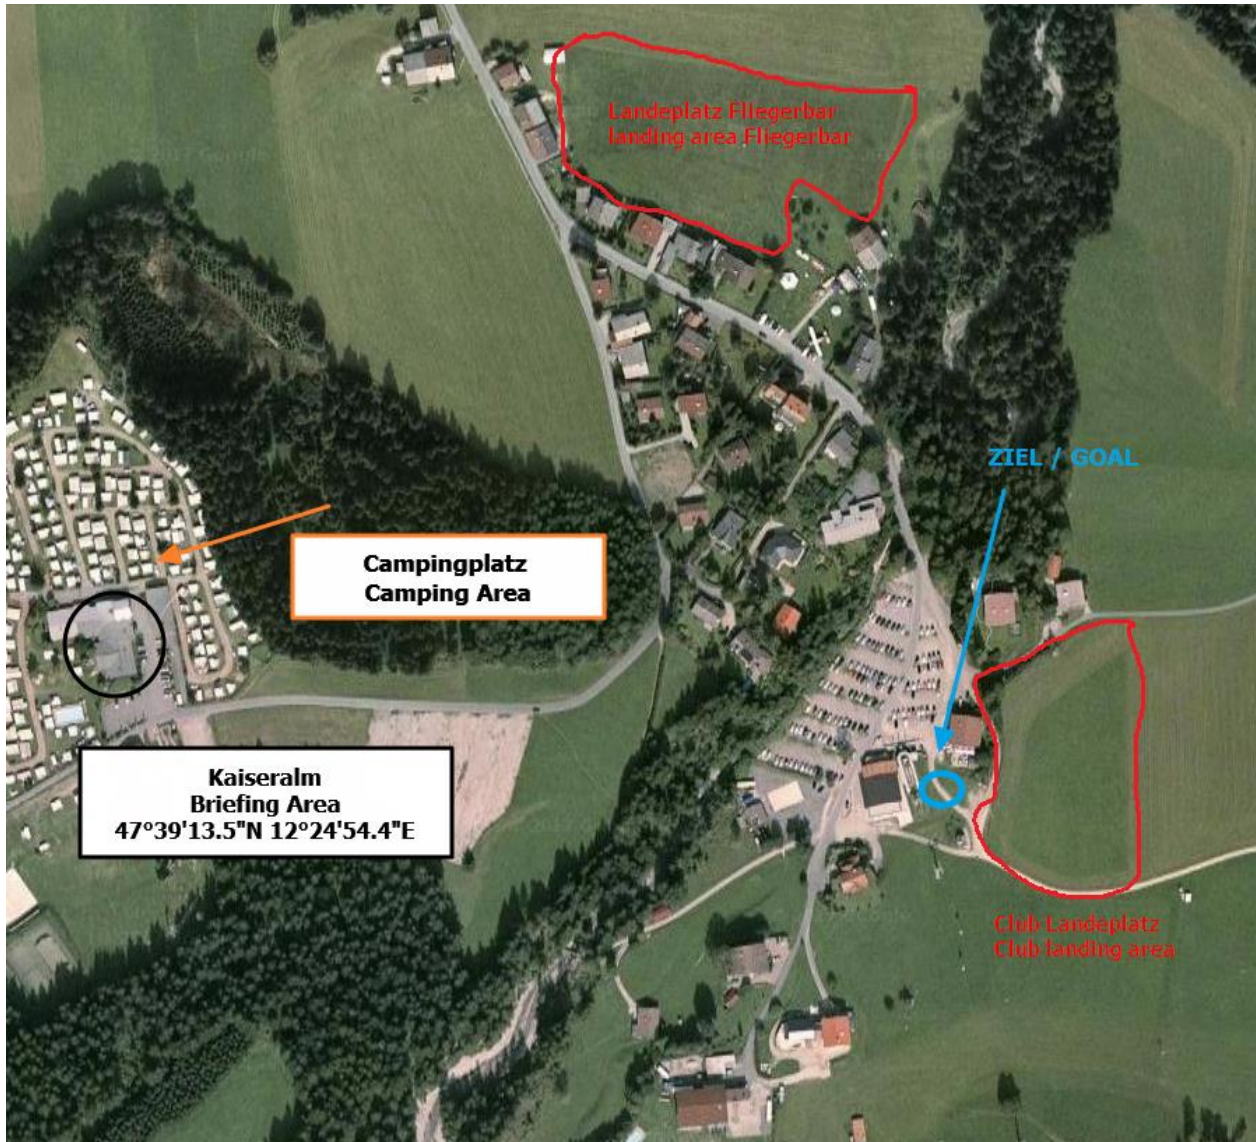 Landeplatz Fliegerbar
landing area Fliegerbar
ZIEL / GOAL
Campingplatz
Camping Area
Kaiseralm
Briefing Area
47°39'13.5"N 12°24'54.4"E
Club Landeplatz
Club landing area